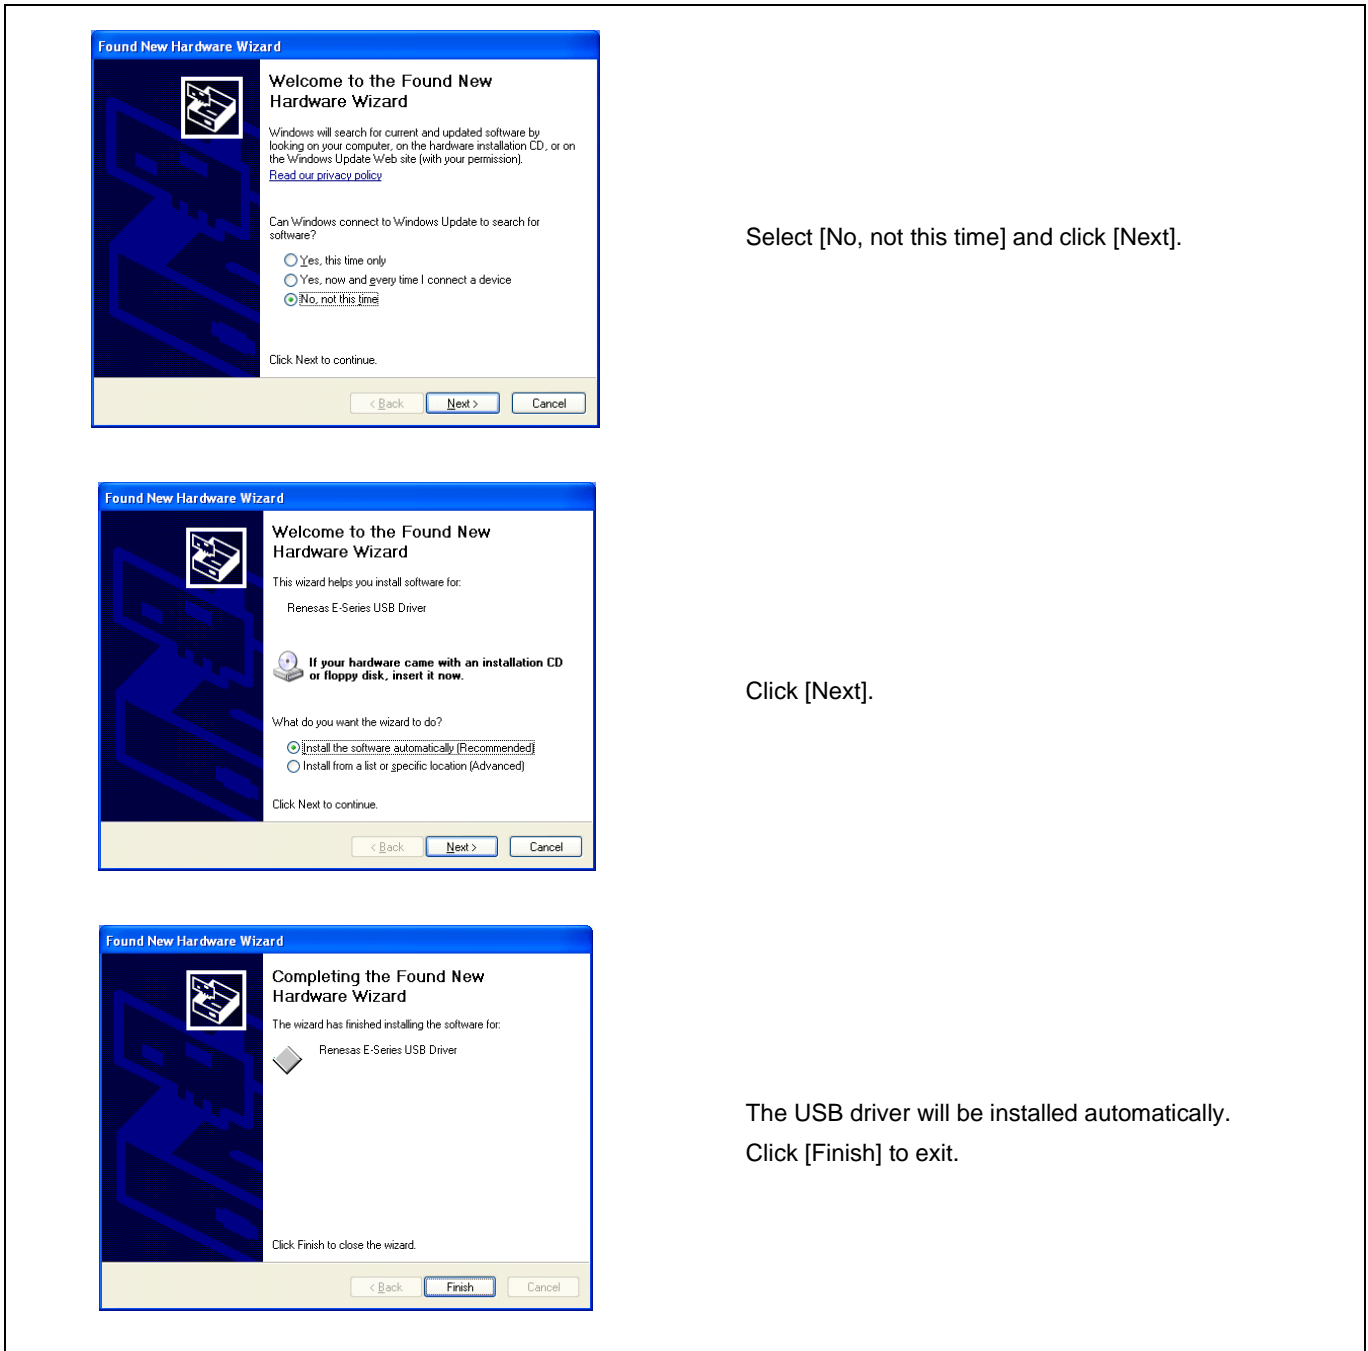 Found New Hardware Wizard
Welcome to the Found New
Hardware Wizard
Windows will search for current and updated software by
looking on your computer, on the hardware installation CD, or on
the Windows Update Web site (with your permission).
Read our privacy policy
Can Windows connect to Windows Update to search for
software?
Yes, this time only
Yes, now and every time I connect a device
No, not this time
Click Next to continue.
< Back
Next >
Cancel
Select [No, not this time] and click [Next].
Found New Hardware Wizard
Welcome to the Found New
Hardware Wizard
This wizard helps you install software for:
Renesas E-Series USB Driver
If your hardware came with an installation CD
or floppy disk, insert it now.
What do you want the wizard to do?
Install the software automatically (Recommended)
Install from a list or specific location (Advanced)
Click Next to continue.
< Back
Next >
Cancel
Click [Next].
Found New Hardware Wizard
Completing the Found New
Hardware Wizard
The wizard has finished installing the software for:
Renesas E-Series USB Driver
Click Finish to close the wizard.
< Back
Finish
Cancel
The USB driver will be installed automatically.
Click [Finish] to exit.